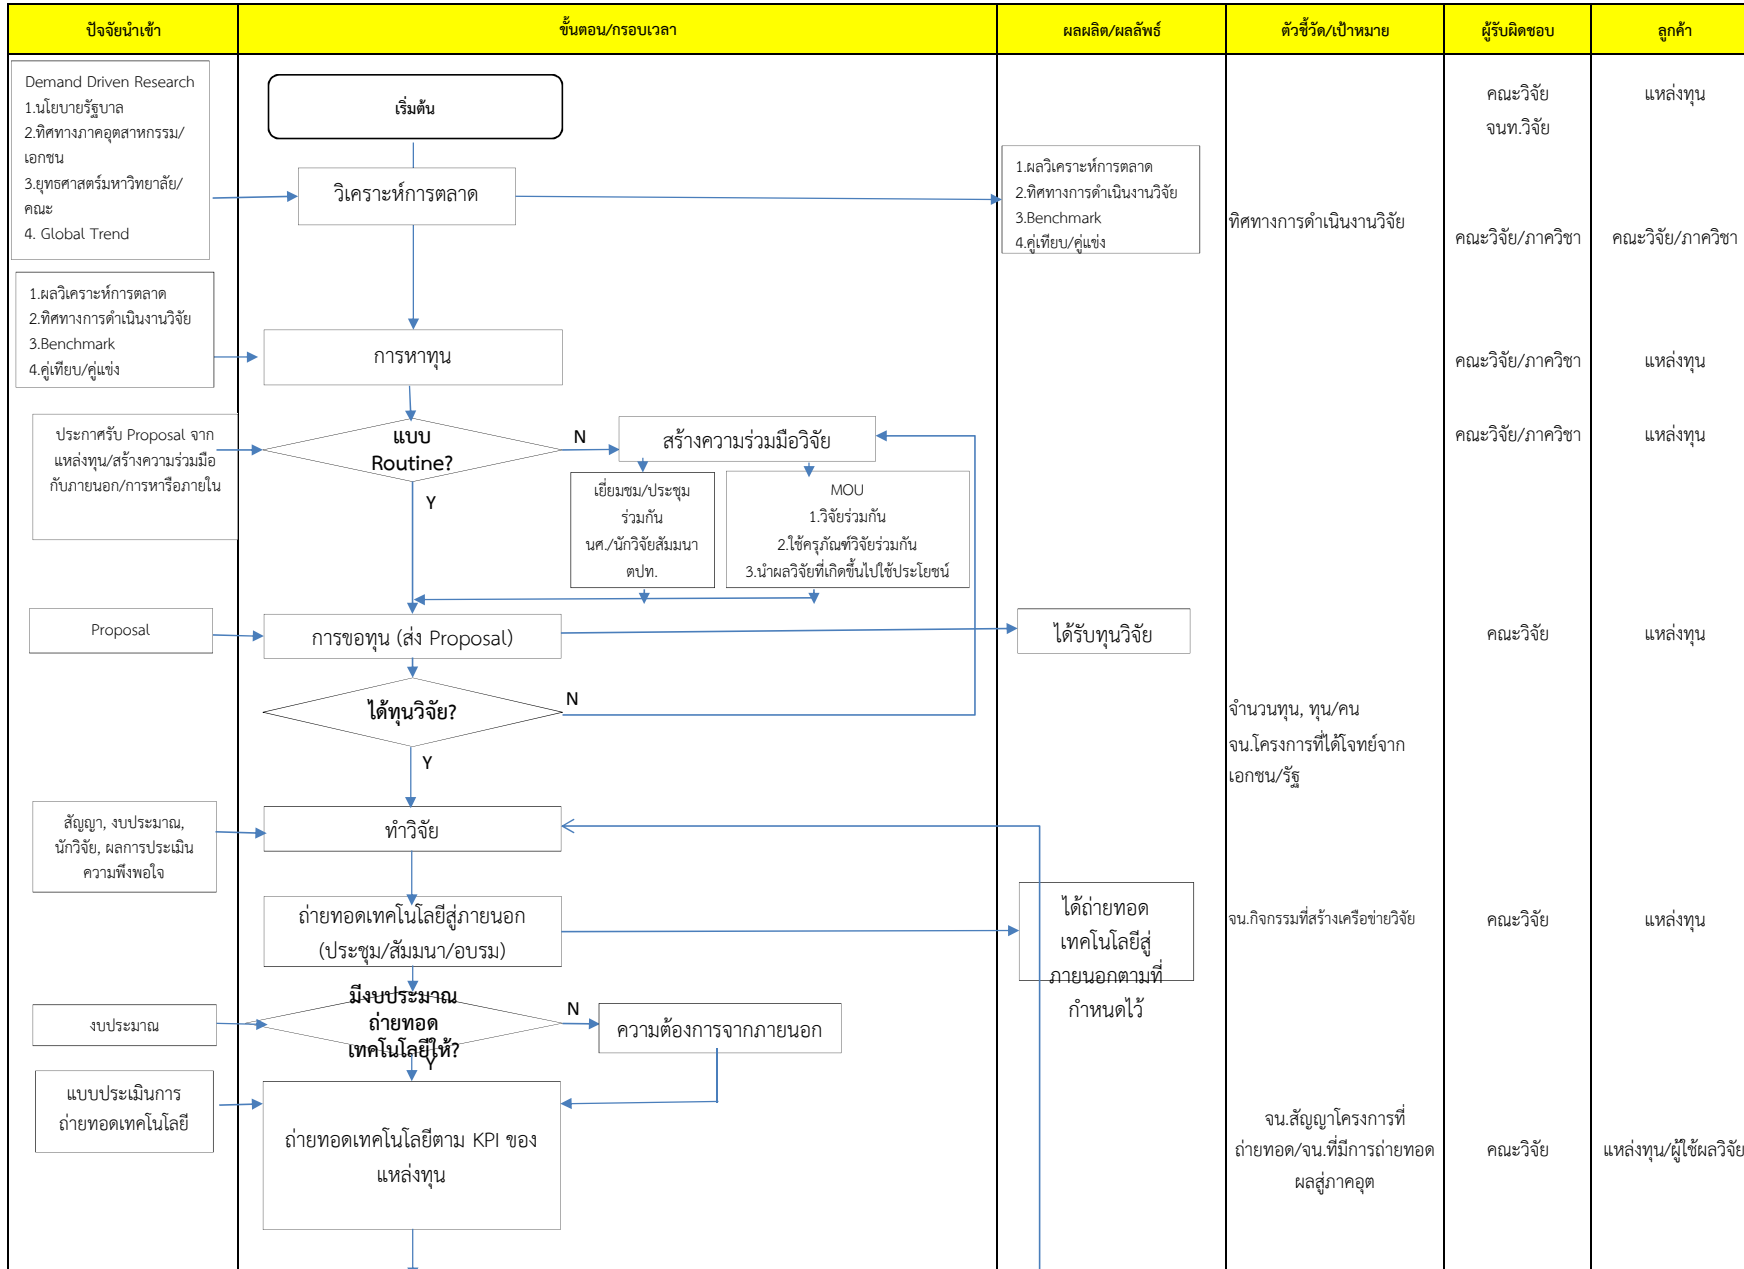 ปัจจัยนำเข้า
ขั้นตอน/กรอบเวลา
ผลผลิต/ผลลัพธ์
ตัวชี้วัด/เป้าหมาย
ผู้รับผิดชอบ
ลูกค้า
Demand Driven Research
1.นโยบายรัฐบาล
2.ทิศทางภาคอุตสาหกรรม/
เอกชน
3.ยุทธศาสตร์มหาวิทยาลัย/
คณะ
4. Global Trend
เริ่มต้น
คณะวิจัย
จนท.วิจัย
แหล่งทุน
วิเคราะห์การตลาด
1.ผลวิเคราะห์การตลาด
2.ทิศทางการดำเนินงานวิจัย
3.Benchmark
4.คู่เทียบ/คู่แข่ง
ทิศทางการดำเนินงานวิจัย
คณะวิจัย/ภาควิชา
คณะวิจัย/ภาควิชา
1.ผลวิเคราะห์การตลาด
2.ทิศทางการดำเนินงานวิจัย
3.Benchmark
4.คู่เทียบ/คู่แข่ง
การหาทุน
คณะวิจัย/ภาควิชา
แหล่งทุน
ประกาศรับ Proposal จาก
แหล่งทุน/สร้างความร่วมมือ
กับภายนอก/การหารือภายใน
แบบ
Routine?
N
Y
สร้างความร่วมมือวิจัย
คณะวิจัย/ภาควิชา
แหล่งทุน
เยี่ยมชม/ประชุม
ร่วมกัน
นศ./นักวิจัยสัมมนา
ตปท.
MOU
1.วิจัยร่วมกัน
2.ใช้ครุภัณฑ์วิจัยร่วมกัน
3.นำผลวิจัยที่เกิดขึ้นไปใช้ประโยชน์
Proposal
การขอทุน (ส่ง Proposal)
ได้รับทุนวิจัย
คณะวิจัย
แหล่งทุน
ได้ทุนวิจัย?
N
Y
จำนวนทุน, ทุน/คน
จน.โครงการที่ได้โจทย์จาก
เอกชน/รัฐ
สัญญา, งบประมาณ,
นักวิจัย, ผลการประเมิน
ความพึงพอใจ
ทำวิจัย
ถ่ายทอดเทคโนโลยีสู่ภายนอก
(ประชุม/สัมมนา/อบรม)
ได้ถ่ายทอด
เทคโนโลยีสู่
ภายนอกตามที่
กำหนดไว้
จน.กิจกรรมที่สร้างเครือข่ายวิจัย
คณะวิจัย
แหล่งทุน
งบประมาณ
มีงบประมาณ
ถ่ายทอด
เทคโนโลยีให้?
N
Y
ความต้องการจากภายนอก
แบบประเมินการ
ถ่ายทอดเทคโนโลยี
ถ่ายทอดเทคโนโลยีตาม KPI ของ
แหล่งทุน
จน.สัญญาโครงการที่
ถ่ายทอด/จน.ที่มีการถ่ายทอด
ผลสู่ภาคอุต
คณะวิจัย
แหล่งทุน/ผู้ใช้ผลวิจัย